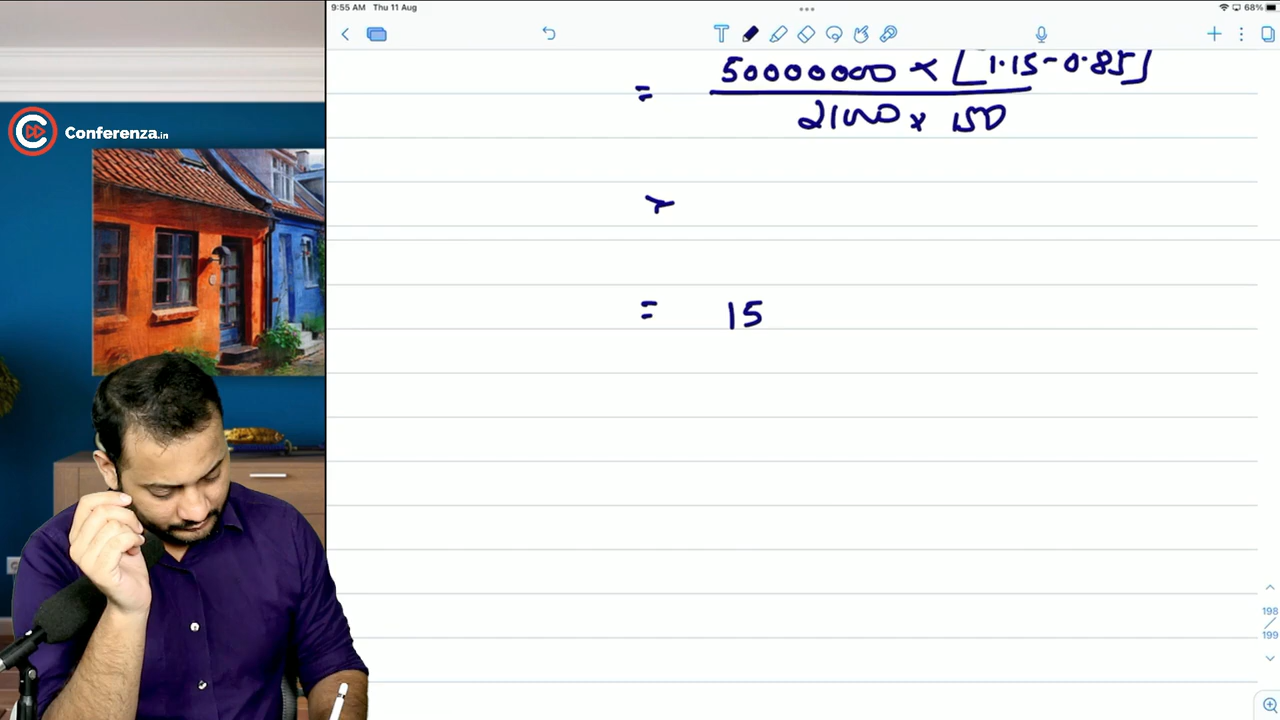 9:55 AM Thu 11 Aug
68%
Conferenza.in
50000000 × [1.15-0.85]
=
2100 × 150
= 15
198
199